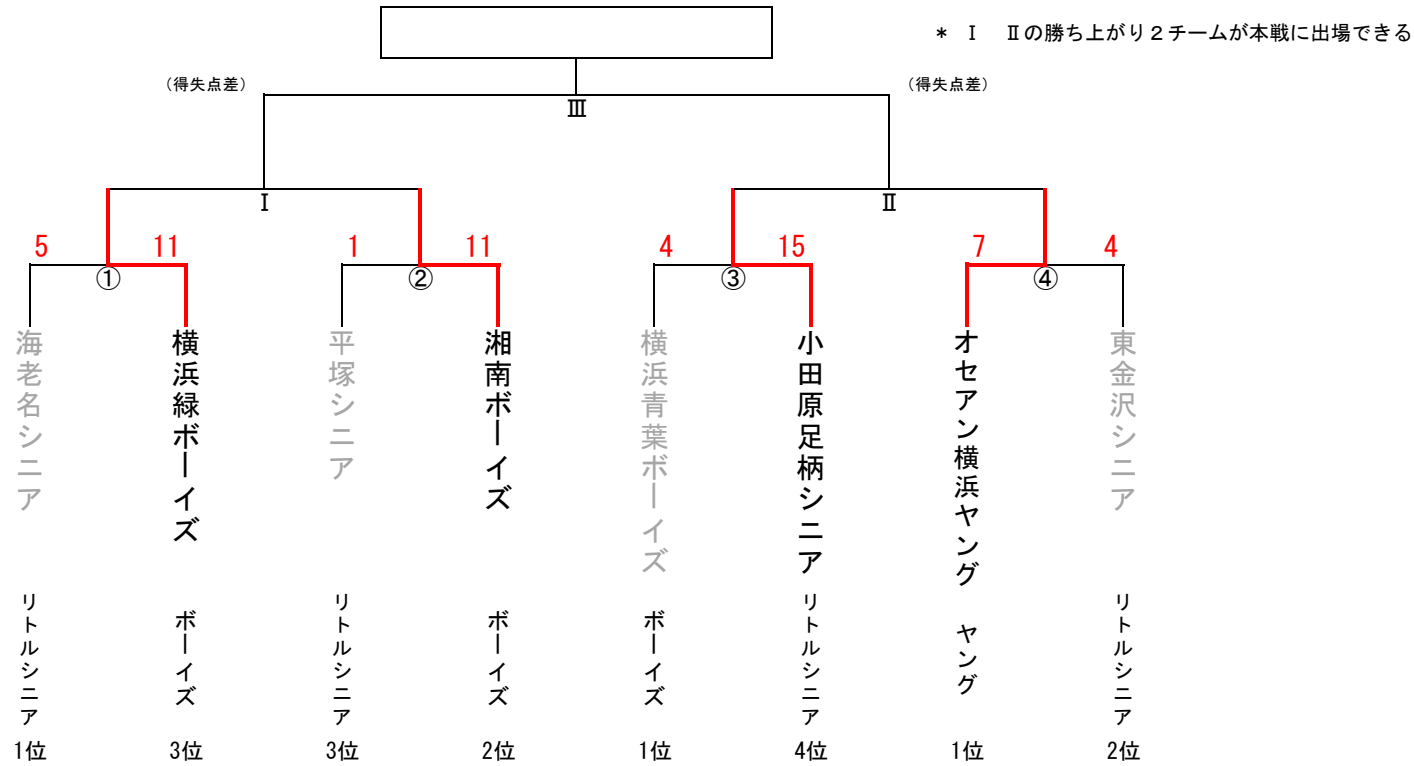 * Ⅰ Ⅱの勝ち上がり２チームが本戦に出場できる
（得失点差）
（得失点差）
Ⅲ
Ⅰ
Ⅱ
5
11
1
11
4
15
7
4
①
②
③
④
海老名シニア
横浜緑ボーイズ
平塚シニア
湘南ボーイズ
横浜青葉ボーイズ
小田原足柄シニア
オセアン横浜ヤング
東金沢シニア
リトルシニア
ボーイズ
リトルシニア
ボーイズ
ボーイズ
リトルシニア
ヤング
リトルシニア
1位
3位
3位
2位
1位
4位
1位
2位